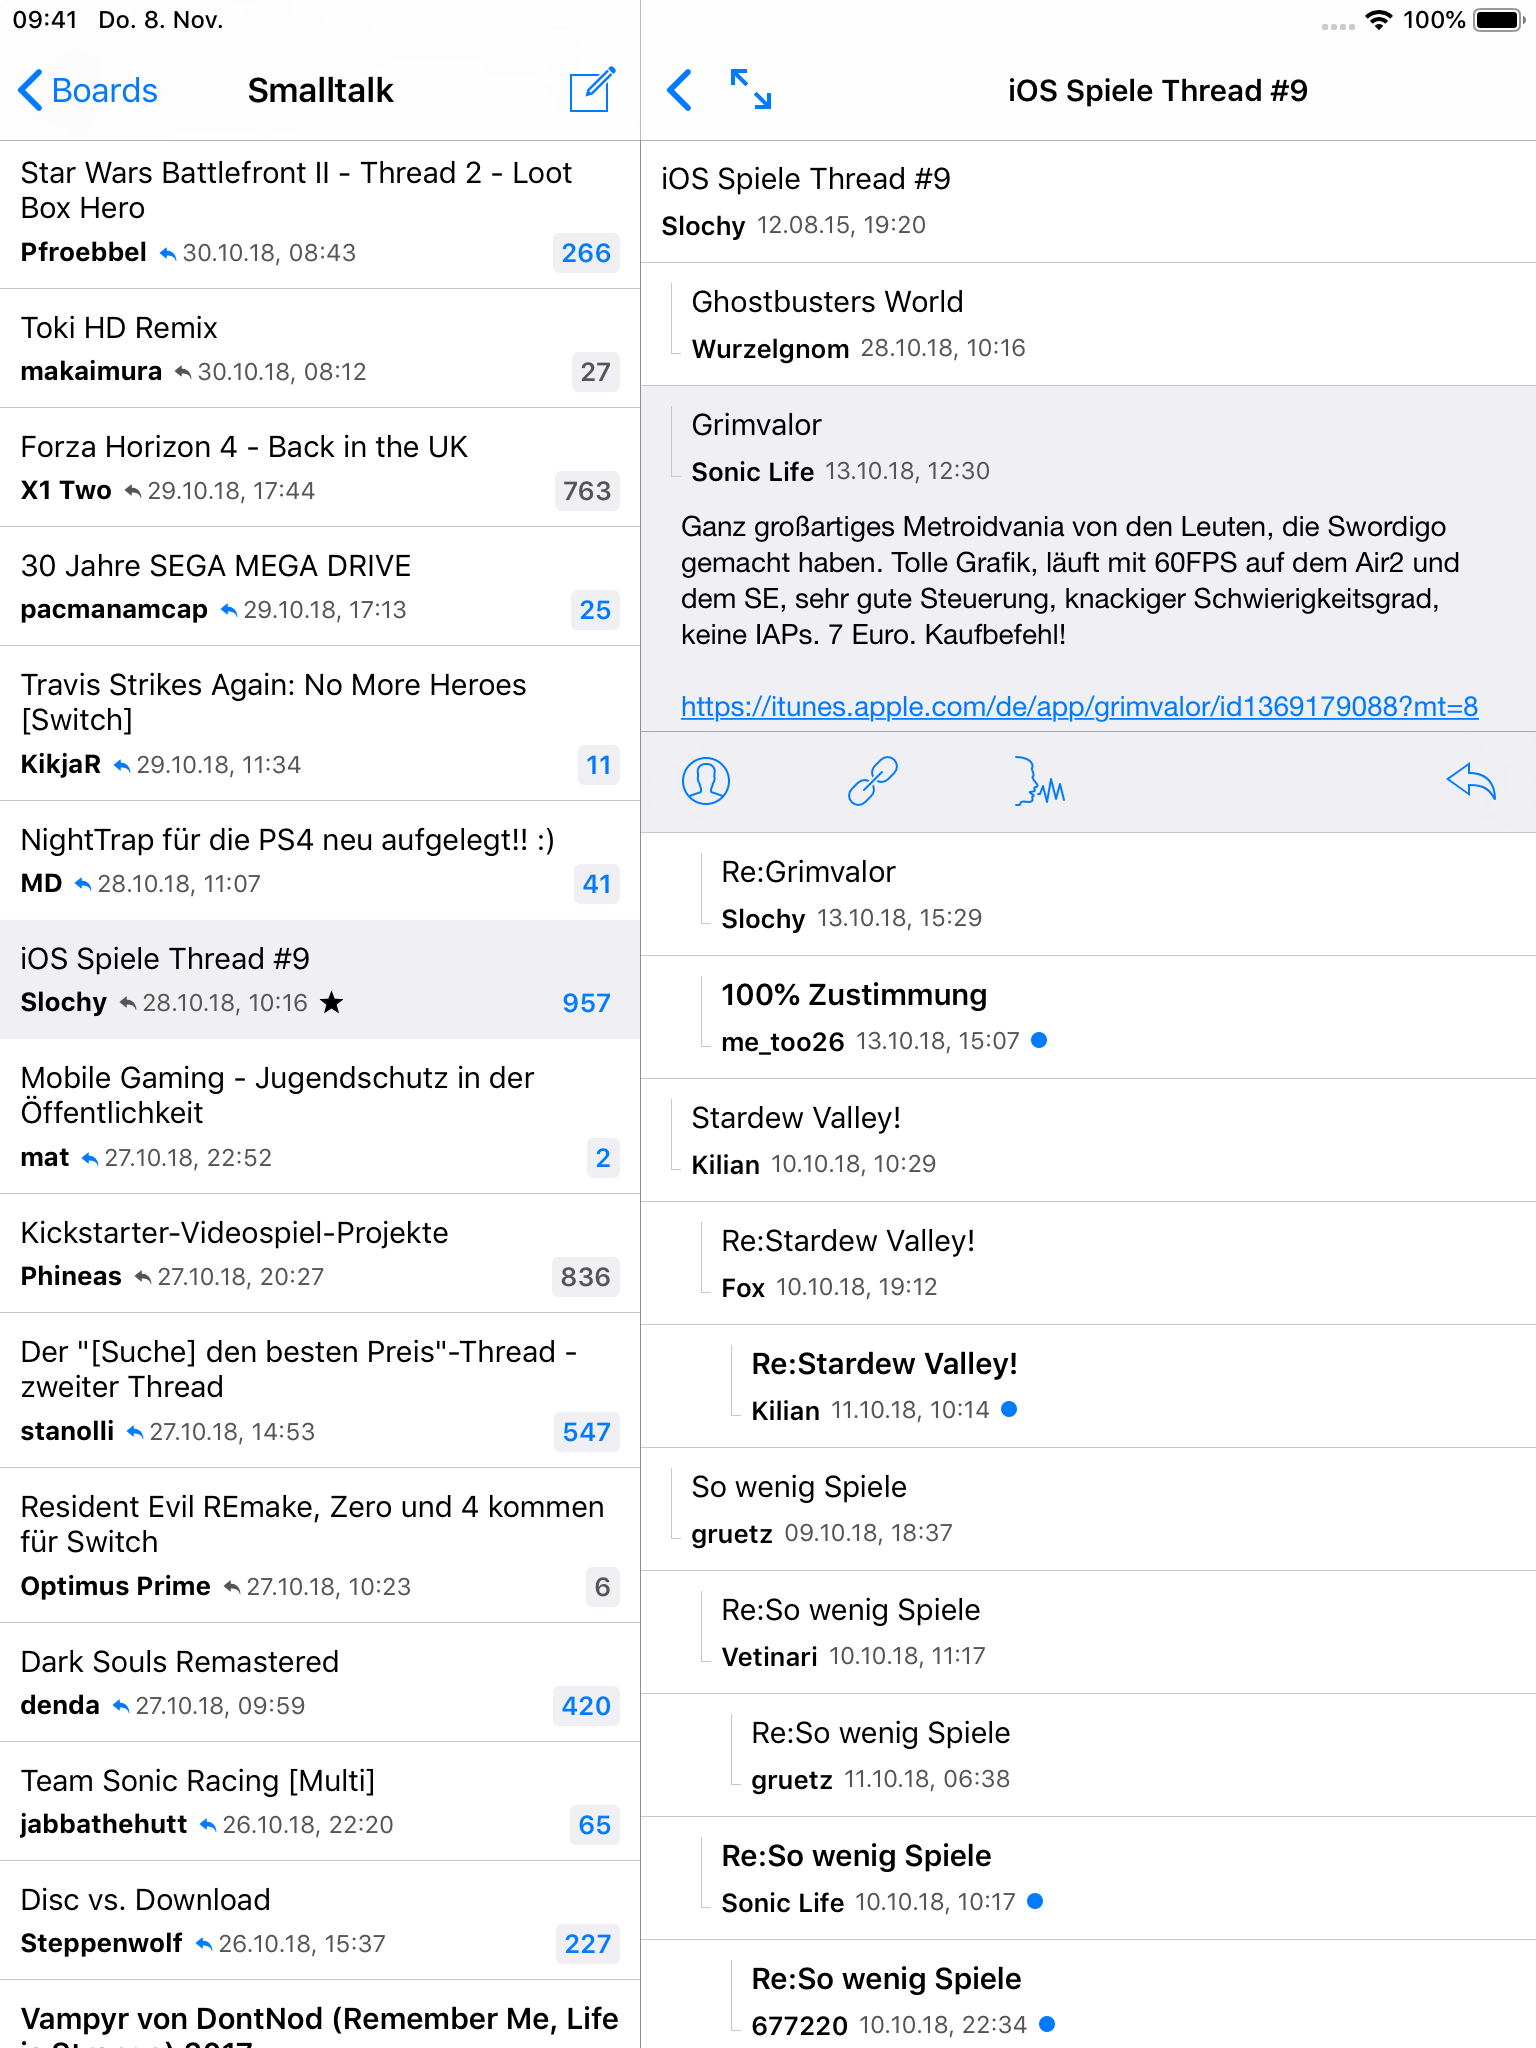 09:41 Do. 8. Nov.
100%
Boards
Smalltalk
Star Wars Battlefront II - Thread 2 - Loot
Box Hero
Pfroebbel 30.10.18, 08:43 266
Toki HD Remix
makaimura 30.10.18, 08:12 27
Forza Horizon 4 - Back in the UK
X1 Two 29.10.18, 17:44 763
30 Jahre SEGA MEGA DRIVE
pacmanamcap 29.10.18, 17:13 25
Travis Strikes Again: No More Heroes
[Switch]
KikjaR 29.10.18, 11:34 11
NightTrap für die PS4 neu aufgelegt!! :)
MD 28.10.18, 11:07 41
iOS Spiele Thread #9
Slochy 28.10.18, 10:16 ★ 957
Mobile Gaming - Jugendschutz in der
Öffentlichkeit
mat 27.10.18, 22:52 2
Kickstarter-Videospiel-Projekte
Phineas 27.10.18, 20:27 836
Der "[Suche] den besten Preis"-Thread -
zweiter Thread
stanolli 27.10.18, 14:53 547
Resident Evil REmake, Zero und 4 kommen
für Switch
Optimus Prime 27.10.18, 10:23 6
Dark Souls Remastered
denda 27.10.18, 09:59 420
Team Sonic Racing [Multi]
jabbathehutt 26.10.18, 22:20 65
Disc vs. Download
Steppenwolf 26.10.18, 15:37 227
Vampyr von DontNod (Remember Me, Life
iOS Spiele Thread #9
iOS Spiele Thread #9
Slochy 12.08.15, 19:20
Ghostbusters World
Wurzelgnom 28.10.18, 10:16
Grimvalor
Sonic Life 13.10.18, 12:30
Ganz großartiges Metroidvania von den Leuten, die Swordigo
gemacht haben. Tolle Grafik, läuft mit 60FPS auf dem Air2 und
dem SE, sehr gute Steuerung, knackiger Schwierigkeitsgrad,
keine IAPs. 7 Euro. Kaufbefehl!
https://itunes.apple.com/de/app/grimvalor/id1369179088?mt=8
Re:Grimvalor
Slochy 13.10.18, 15:29
100% Zustimmung
me_too26 13.10.18, 15:07
Stardew Valley!
Kilian 10.10.18, 10:29
Re:Stardew Valley!
Fox 10.10.18, 19:12
Re:Stardew Valley!
Kilian 11.10.18, 10:14
So wenig Spiele
gruetz 09.10.18, 18:37
Re:So wenig Spiele
Vetinari 10.10.18, 11:17
Re:So wenig Spiele
gruetz 11.10.18, 06:38
Re:So wenig Spiele
Sonic Life 10.10.18, 10:17
Re:So wenig Spiele
677220 10.10.18, 22:34